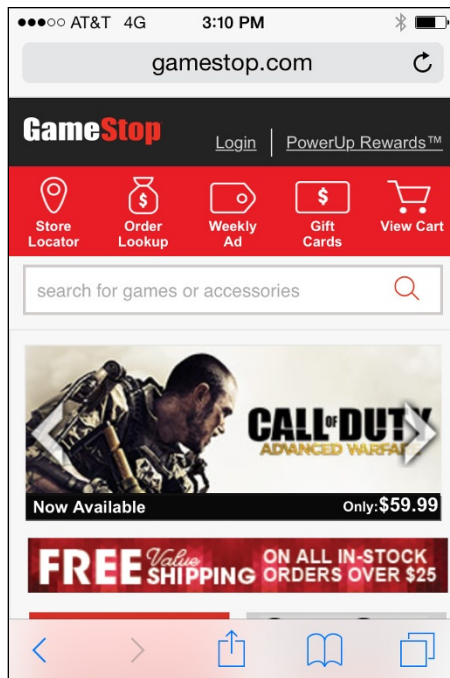 AT&T 4G 3:10 PM
gamestop.com
GameStop
Login PowerUp Rewards™
Store Locator
Order Lookup
Weekly Ad
Gift Cards
View Cart
search for games or accessories
CALL OF DUTY
ADVANCED WARFARE
Now Available Only:$59.99
FREE Value SHIPPING ON ALL IN-STOCK ORDERS OVER $25